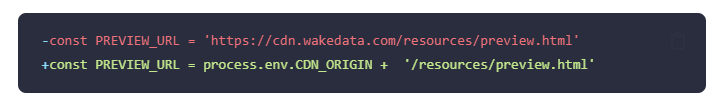 -const PREVIEW_URL = 'https://cdn.wakedata.com/resources/preview.html'
+const PREVIEW_URL = process.env.CDN_ORIGIN +  '/resources/preview.html'